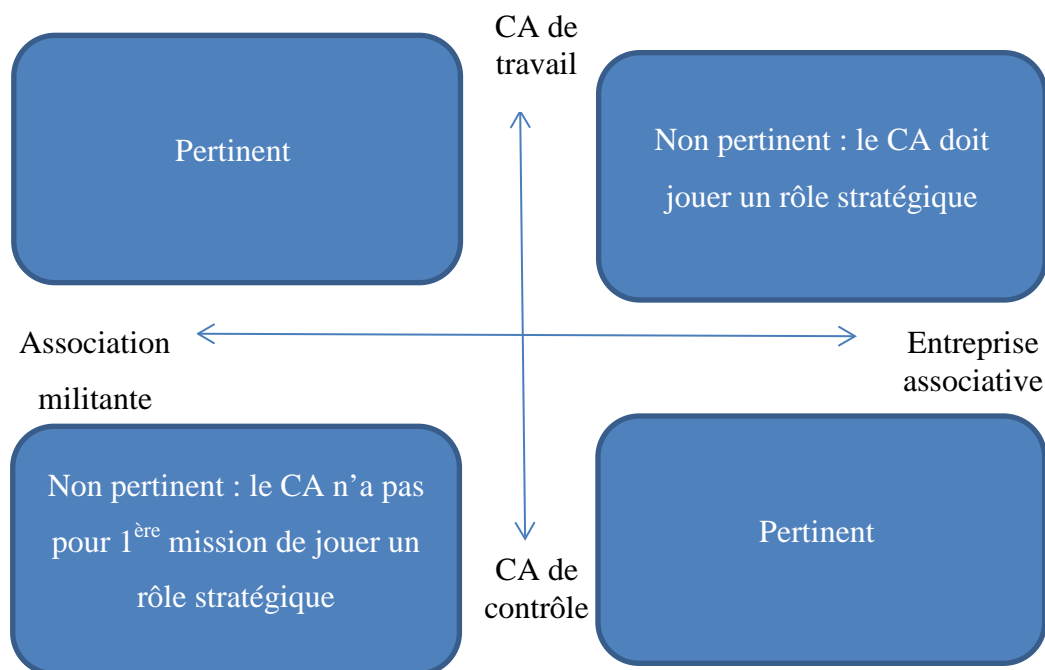 CA de
travail
Pertinent
Non pertinent : le CA doit
jouer un rôle stratégique
Association
militante
Entreprise
associative
Non pertinent : le CA n’a pas
pour 1ère mission de jouer un
rôle stratégique
Pertinent
CA de
contrôle